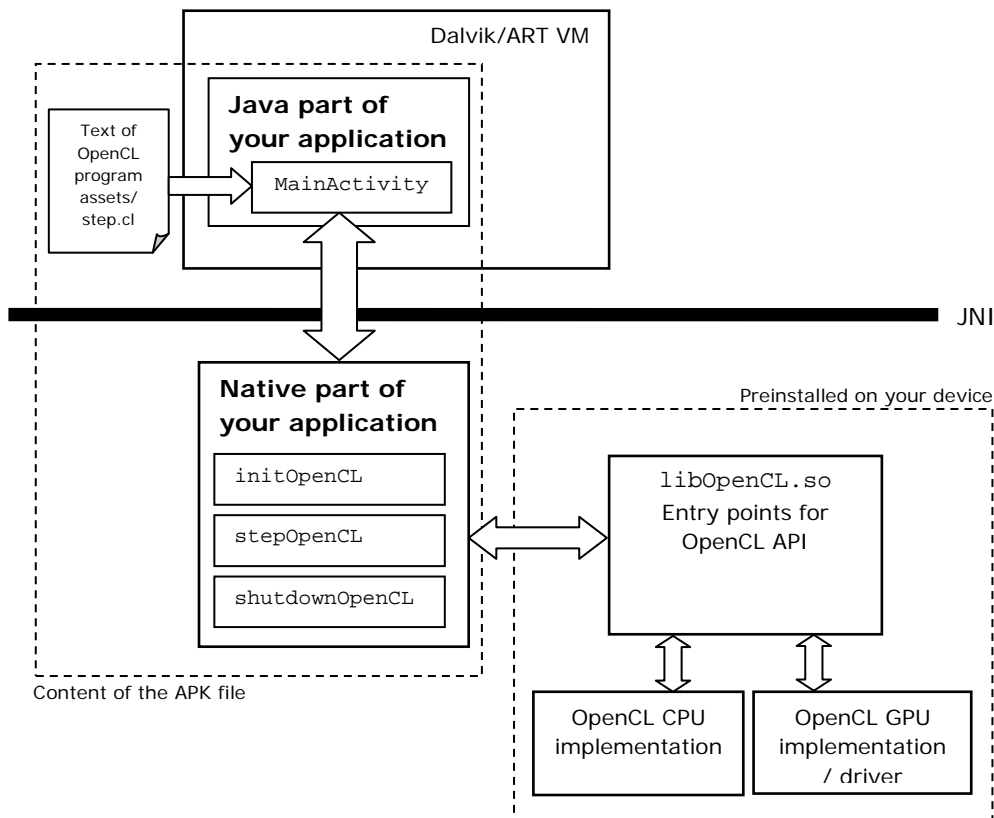 Dalvik/ART VM
Java part of
your application
MainActivity
Text of
OpenCL
program
assets/
step.cl
JNI
Native part of
your application
initOpenCL
stepOpenCL
shutdownOpenCL
Content of the APK file
Preinstalled on your device
libOpenCL.so
Entry points for
OpenCL API
OpenCL CPU
implementation
OpenCL GPU
implementation
/ driver